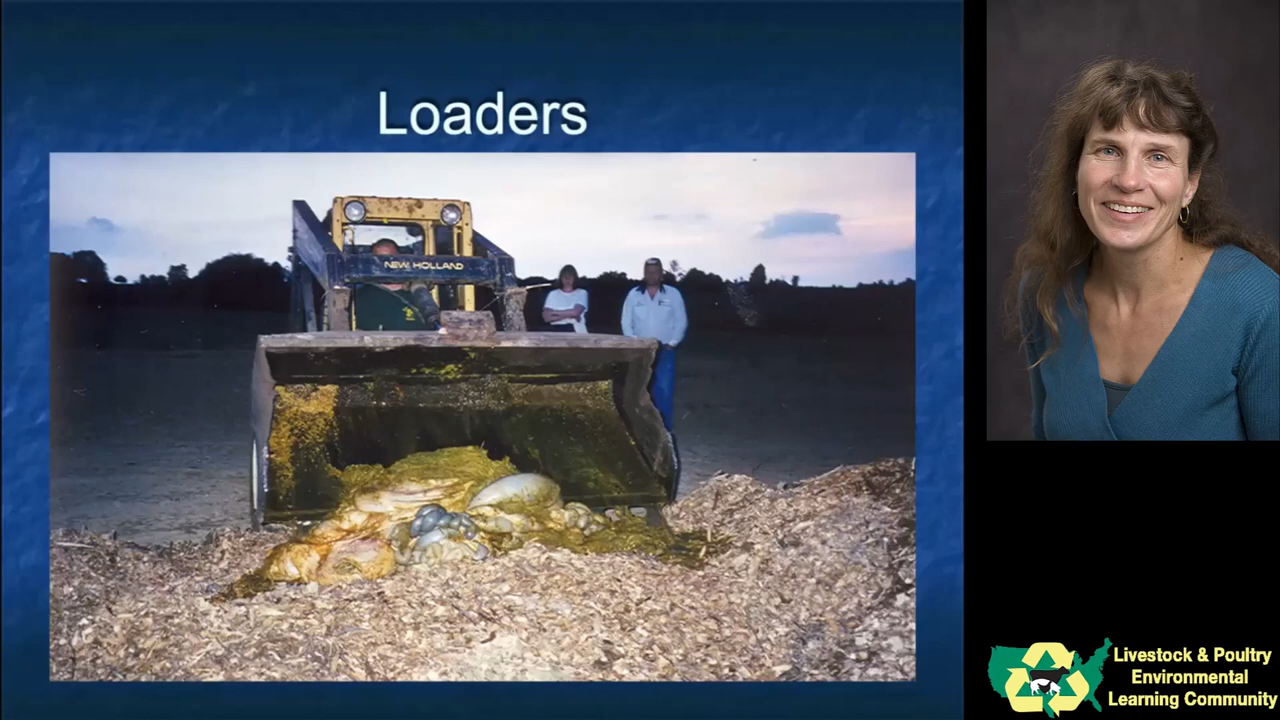 Loaders
NEW HOLLAND
Livestock & Poultry
Environmental
Learning Community